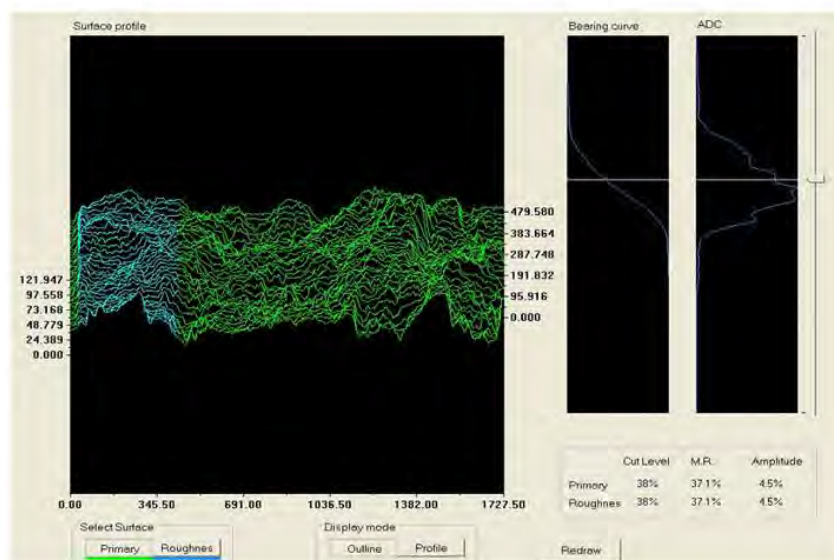 Surface profile
Bearing curve
ADC
121.947
97.558
73.168
48.779
24.389
0.000
479.580
383.664
287.748
191.832
95.916
0.000
0.00 345.50 691.00 1036.50 1382.00 1727.50
Cut Level M.R. Amplitude
Primary 38% 37.1% 4.5%
Roughnes 38% 37.1% 4.5%
Select Surface
Primary Roughnes
Display mode
Outline Profile
Redraw